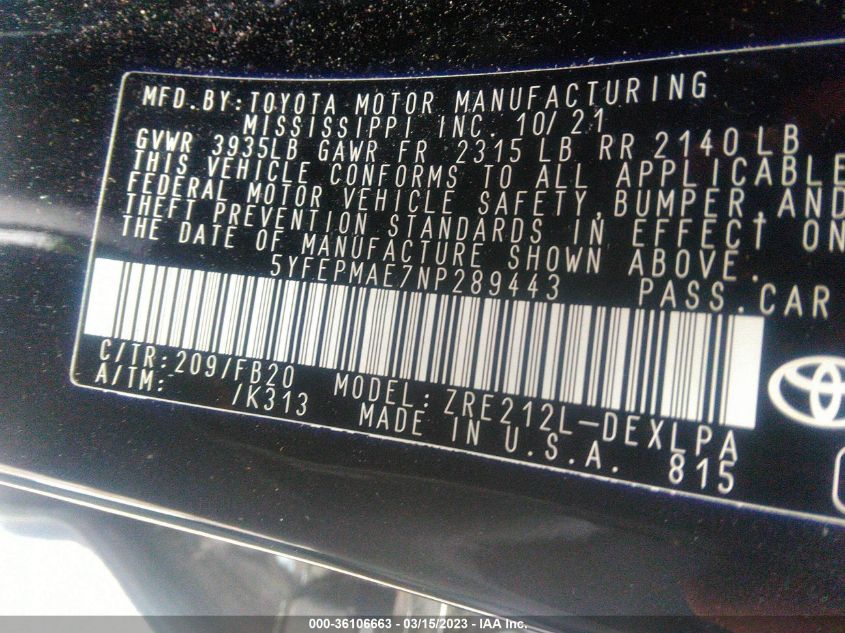 MFD.BY:TOYOTA MOTOR MANUFACTURING
MISSISSIPPI INC. 10/21
GVWR 3935LB GAWR FR 2315 LB RR 2140 LB
THIS VEHICLE CONFORMS TO ALL APPLICABLE
FEDERAL MOTOR VEHICLE SAFETY, BUMPER, AND
THEFT PREVENTION STANDARDS IN EFFECT ON
THE DATE OF MANUFACTURE SHOWN ABOVE.
5YFEPMAE7NP289443 PASS.CAR
C/TR:209/FB20 MODEL:ZRE212L-DEXLPA
A/TM: /K313 MADE IN U.S.A. 815
000-36106663 - 03/15/2023 - IAA Inc.